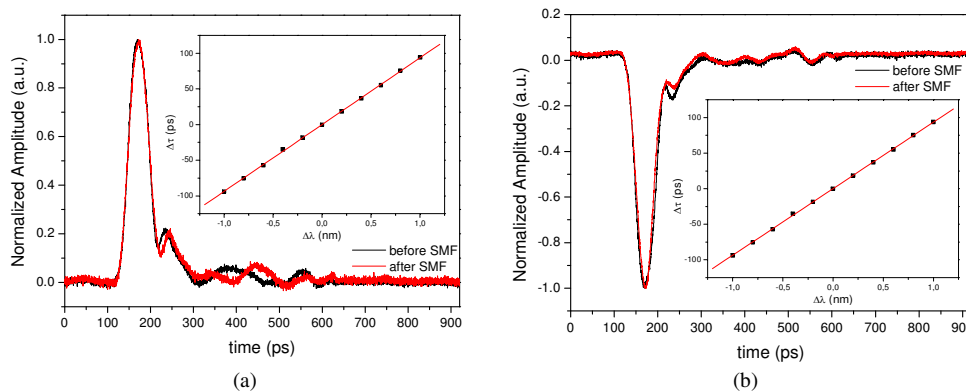 1.0
0.8
0.6
0.4
0.2
0.0
Normalized Amplitude (a.u.)
0 100 200 300 400 500 600 700 800 900
time (ps)
100
50
0
-50
-100
Δτ (ps)
-1,0 -0,5 0,0 0,5 1,0
Δλ (nm)
before SMF
after SMF
(a)
0.2
0.0
-0.2
-0.4
-0.6
-0.8
-1.0
Normalized Amplitude (a.u.)
0 100 200 300 400 500 600 700 800 900
time (ps)
before SMF
after SMF
100
50
0
-50
-100
Δτ (ps)
-1,0 -0,5 0,0 0,5 1,0
Δλ (nm)
(b)